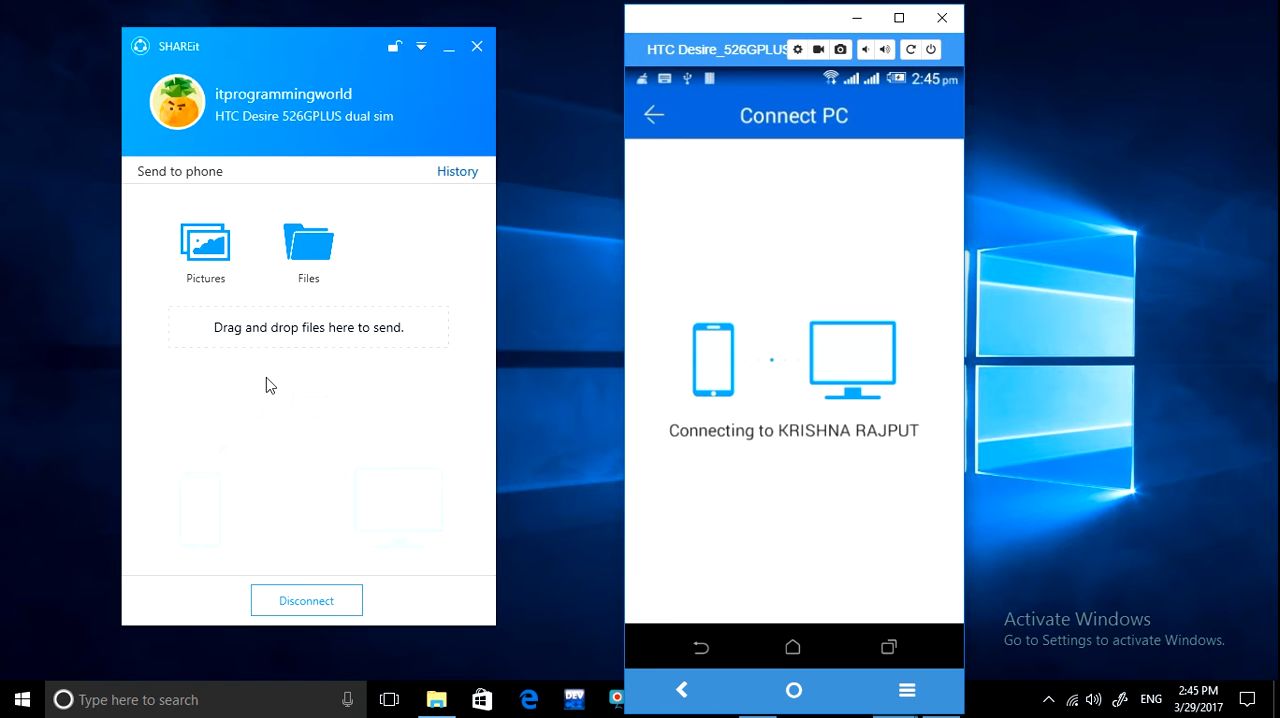 SHAREit
itprogrammingworld
HTC Desire 526GPLUS dual sim
Send to phone
History
Pictures
Files
Drag and drop files here to send.
Disconnect
HTC Desire_526GPLUS
2:45 pm
Connect PC
Connecting to KRISHNA RAJPUT
Activate Windows
Go to Settings to activate Windows.
Type here to search
DEV
ENG
2:45 PM
3/29/2017